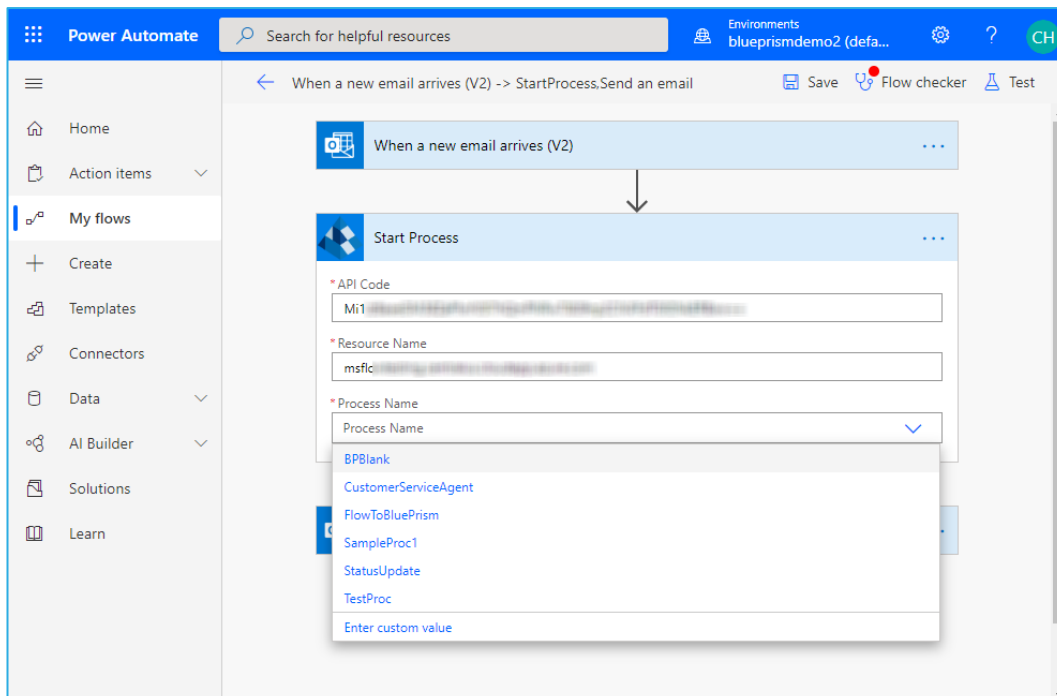 Power Automate
Search for helpful resources
Environments
blueprismdemo2 (defa...
?
CH
When a new email arrives (V2) -> StartProcess,Send an email
Save
Flow checker
Test
Home
Action items
My flows
Create
Templates
Connectors
Data
AI Builder
Solutions
Learn
When a new email arrives (V2)
...
Start Process
...
*API Code
Mi1
*Resource Name
msflc
*Process Name
Process Name
BPBlank
CustomerServiceAgent
FlowToBluePrism
SampleProc1
StatusUpdate
TestProc
Enter custom value